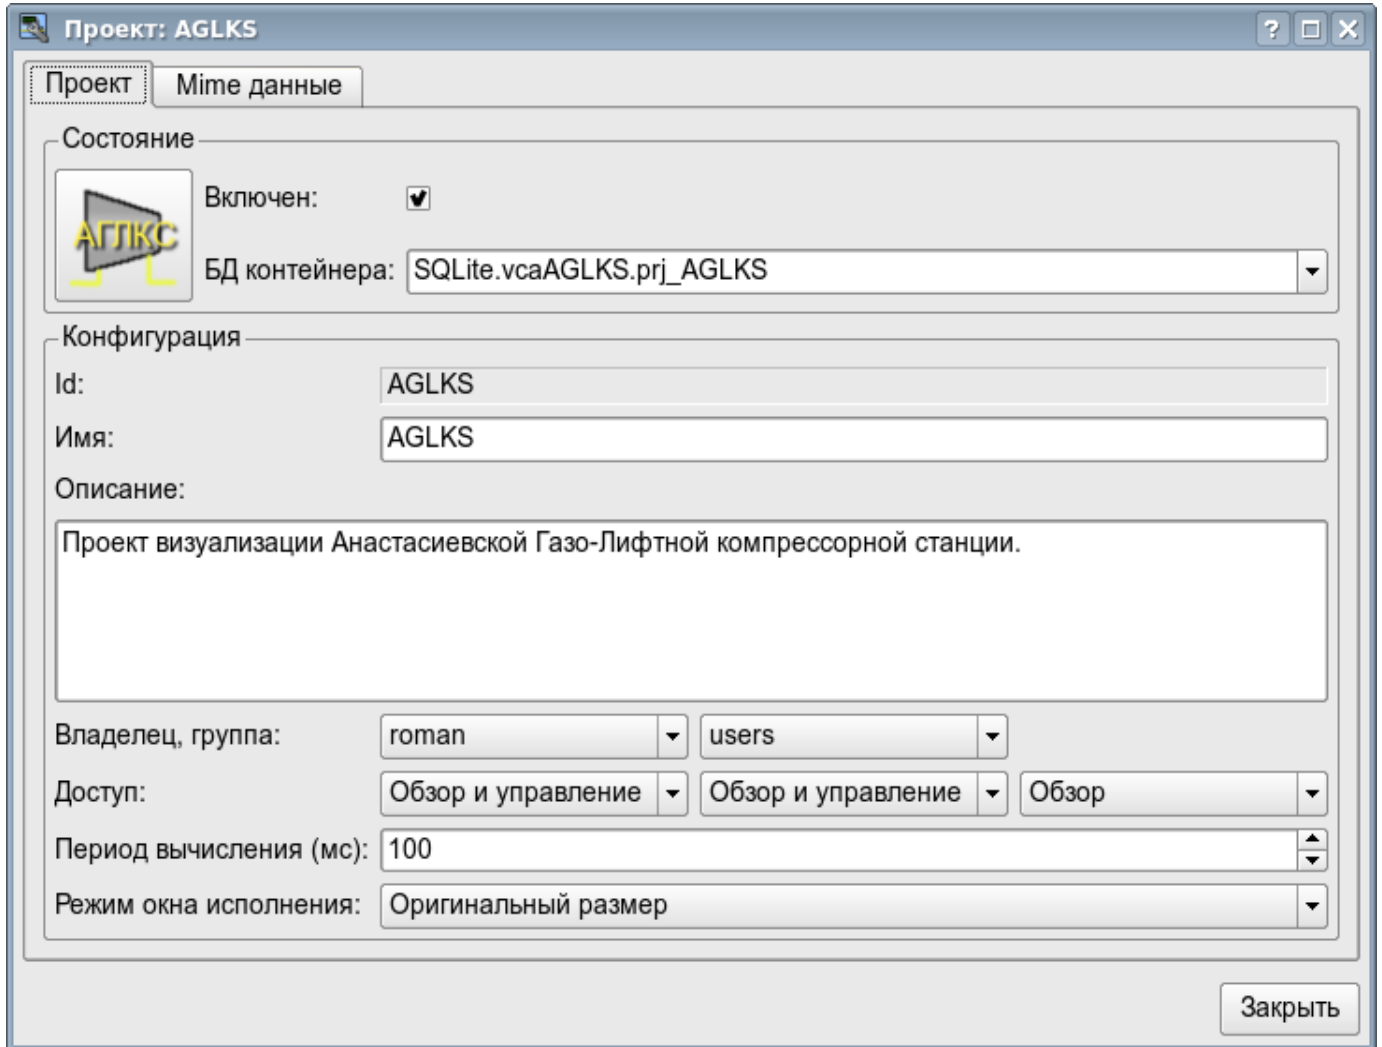 Проект: AGLKS
Проект Mime данные
Состояние
АГЛКС
Включен:
БД контейнера: SQLite.vcaAGLKS.prj_AGLKS
Конфигурация
Id: AGLKS
Имя: AGLKS
Описание:
Проект визуализации Анастасиевской Газо-Лифтной компрессорной станции.
Владелец, группа: roman users
Доступ: Обзор и управление Обзор и управление Обзор
Период вычисления (мс): 100
Режим окна исполнения: Оригинальный размер
Закрыть